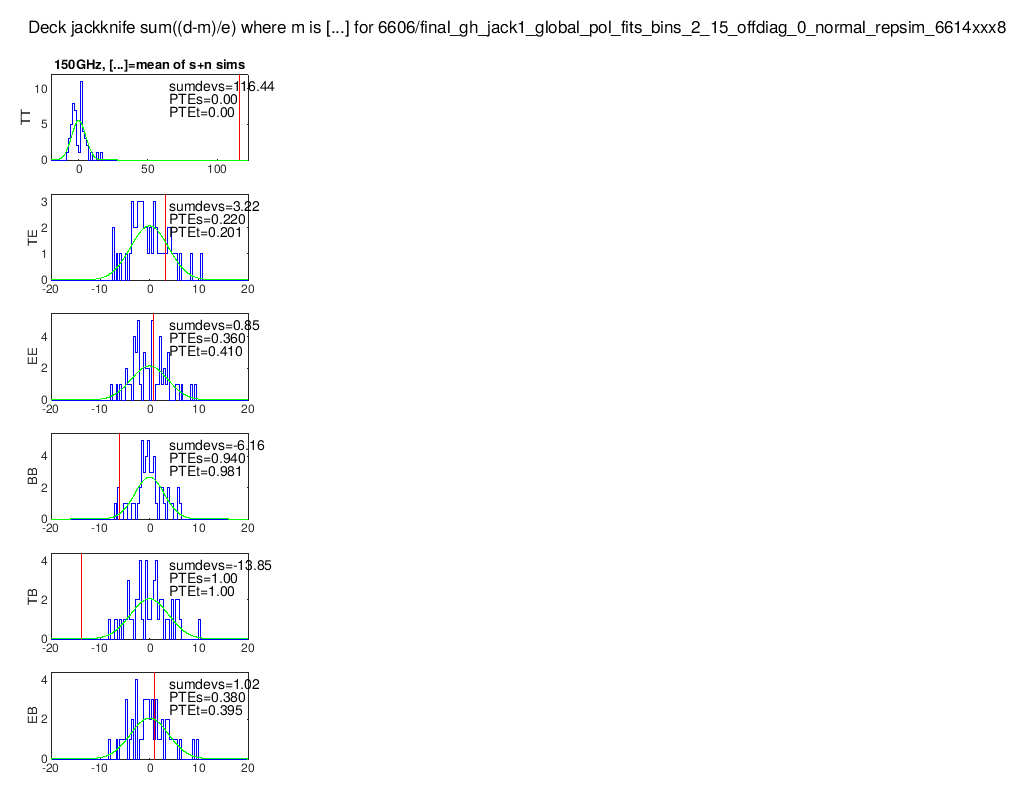 Deck jackknife sum((d-m)/e) where m is [...] for 6606/final_gh_jack1_global_pol_fits_bins_2_15_offdiag_0_normal_repsim_6614xxx8
150GHz, [...]=mean of s+n sims
sumdevs=116.44
PTEs=0.00
PTEt=0.00
TT
10
5
0
0 50 100
sumdevs=3.22
PTEs=0.220
PTEt=0.201
TE
3
2
1
0
-20 -10 0 10 20
sumdevs=0.85
PTEs=0.360
PTEt=0.410
EE
4
2
0
-20 -10 0 10 20
sumdevs=-6.16
PTEs=0.940
PTEt=0.981
BB
4
2
0
-20 -10 0 10 20
sumdevs=-13.85
PTEs=1.00
PTEt=1.00
TB
4
2
0
-20 -10 0 10 20
sumdevs=1.02
PTEs=0.380
PTEt=0.395
EB
4
2
0
-20 -10 0 10 20